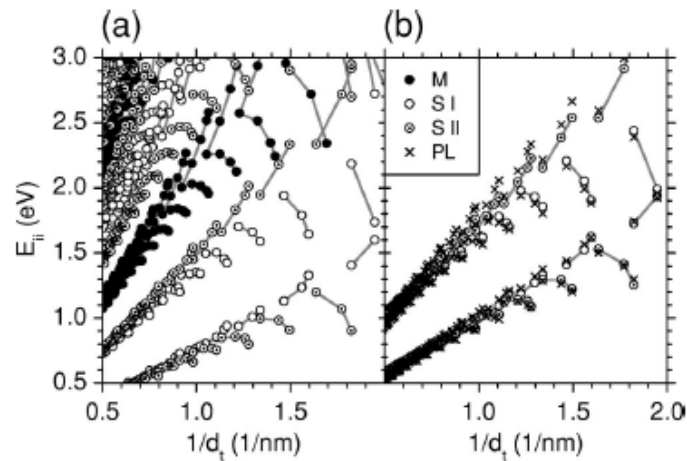 (a)
(b)
3.0
2.5
2.0
1.5
1.0
0.5
E_ii (eV)
M
S I
S II
PL
0.5 1.0 1.5
1.0 1.5 2.0
1/d_t (1/nm)
1/d_t (1/nm)